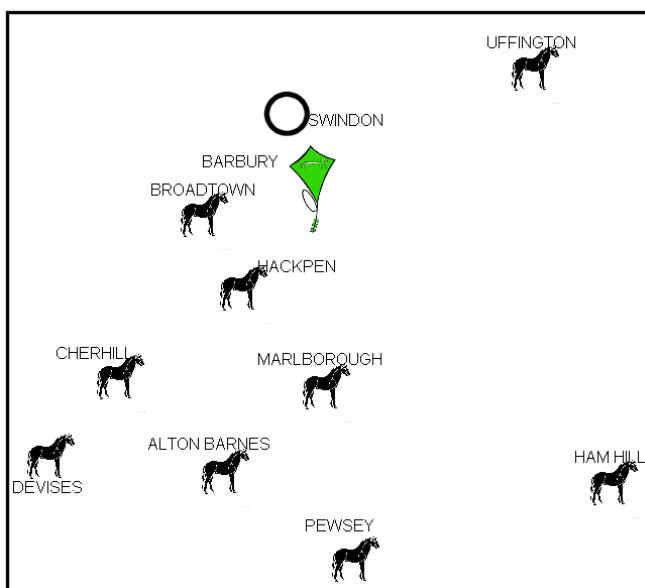 UFFINGTON
SWINDON
BARBURY
BROADTOWN
HACKPEN
CHERHILL
MARLBOROUGH
ALTON BARNES
HAM HILL
DEVISES
PEWSEY